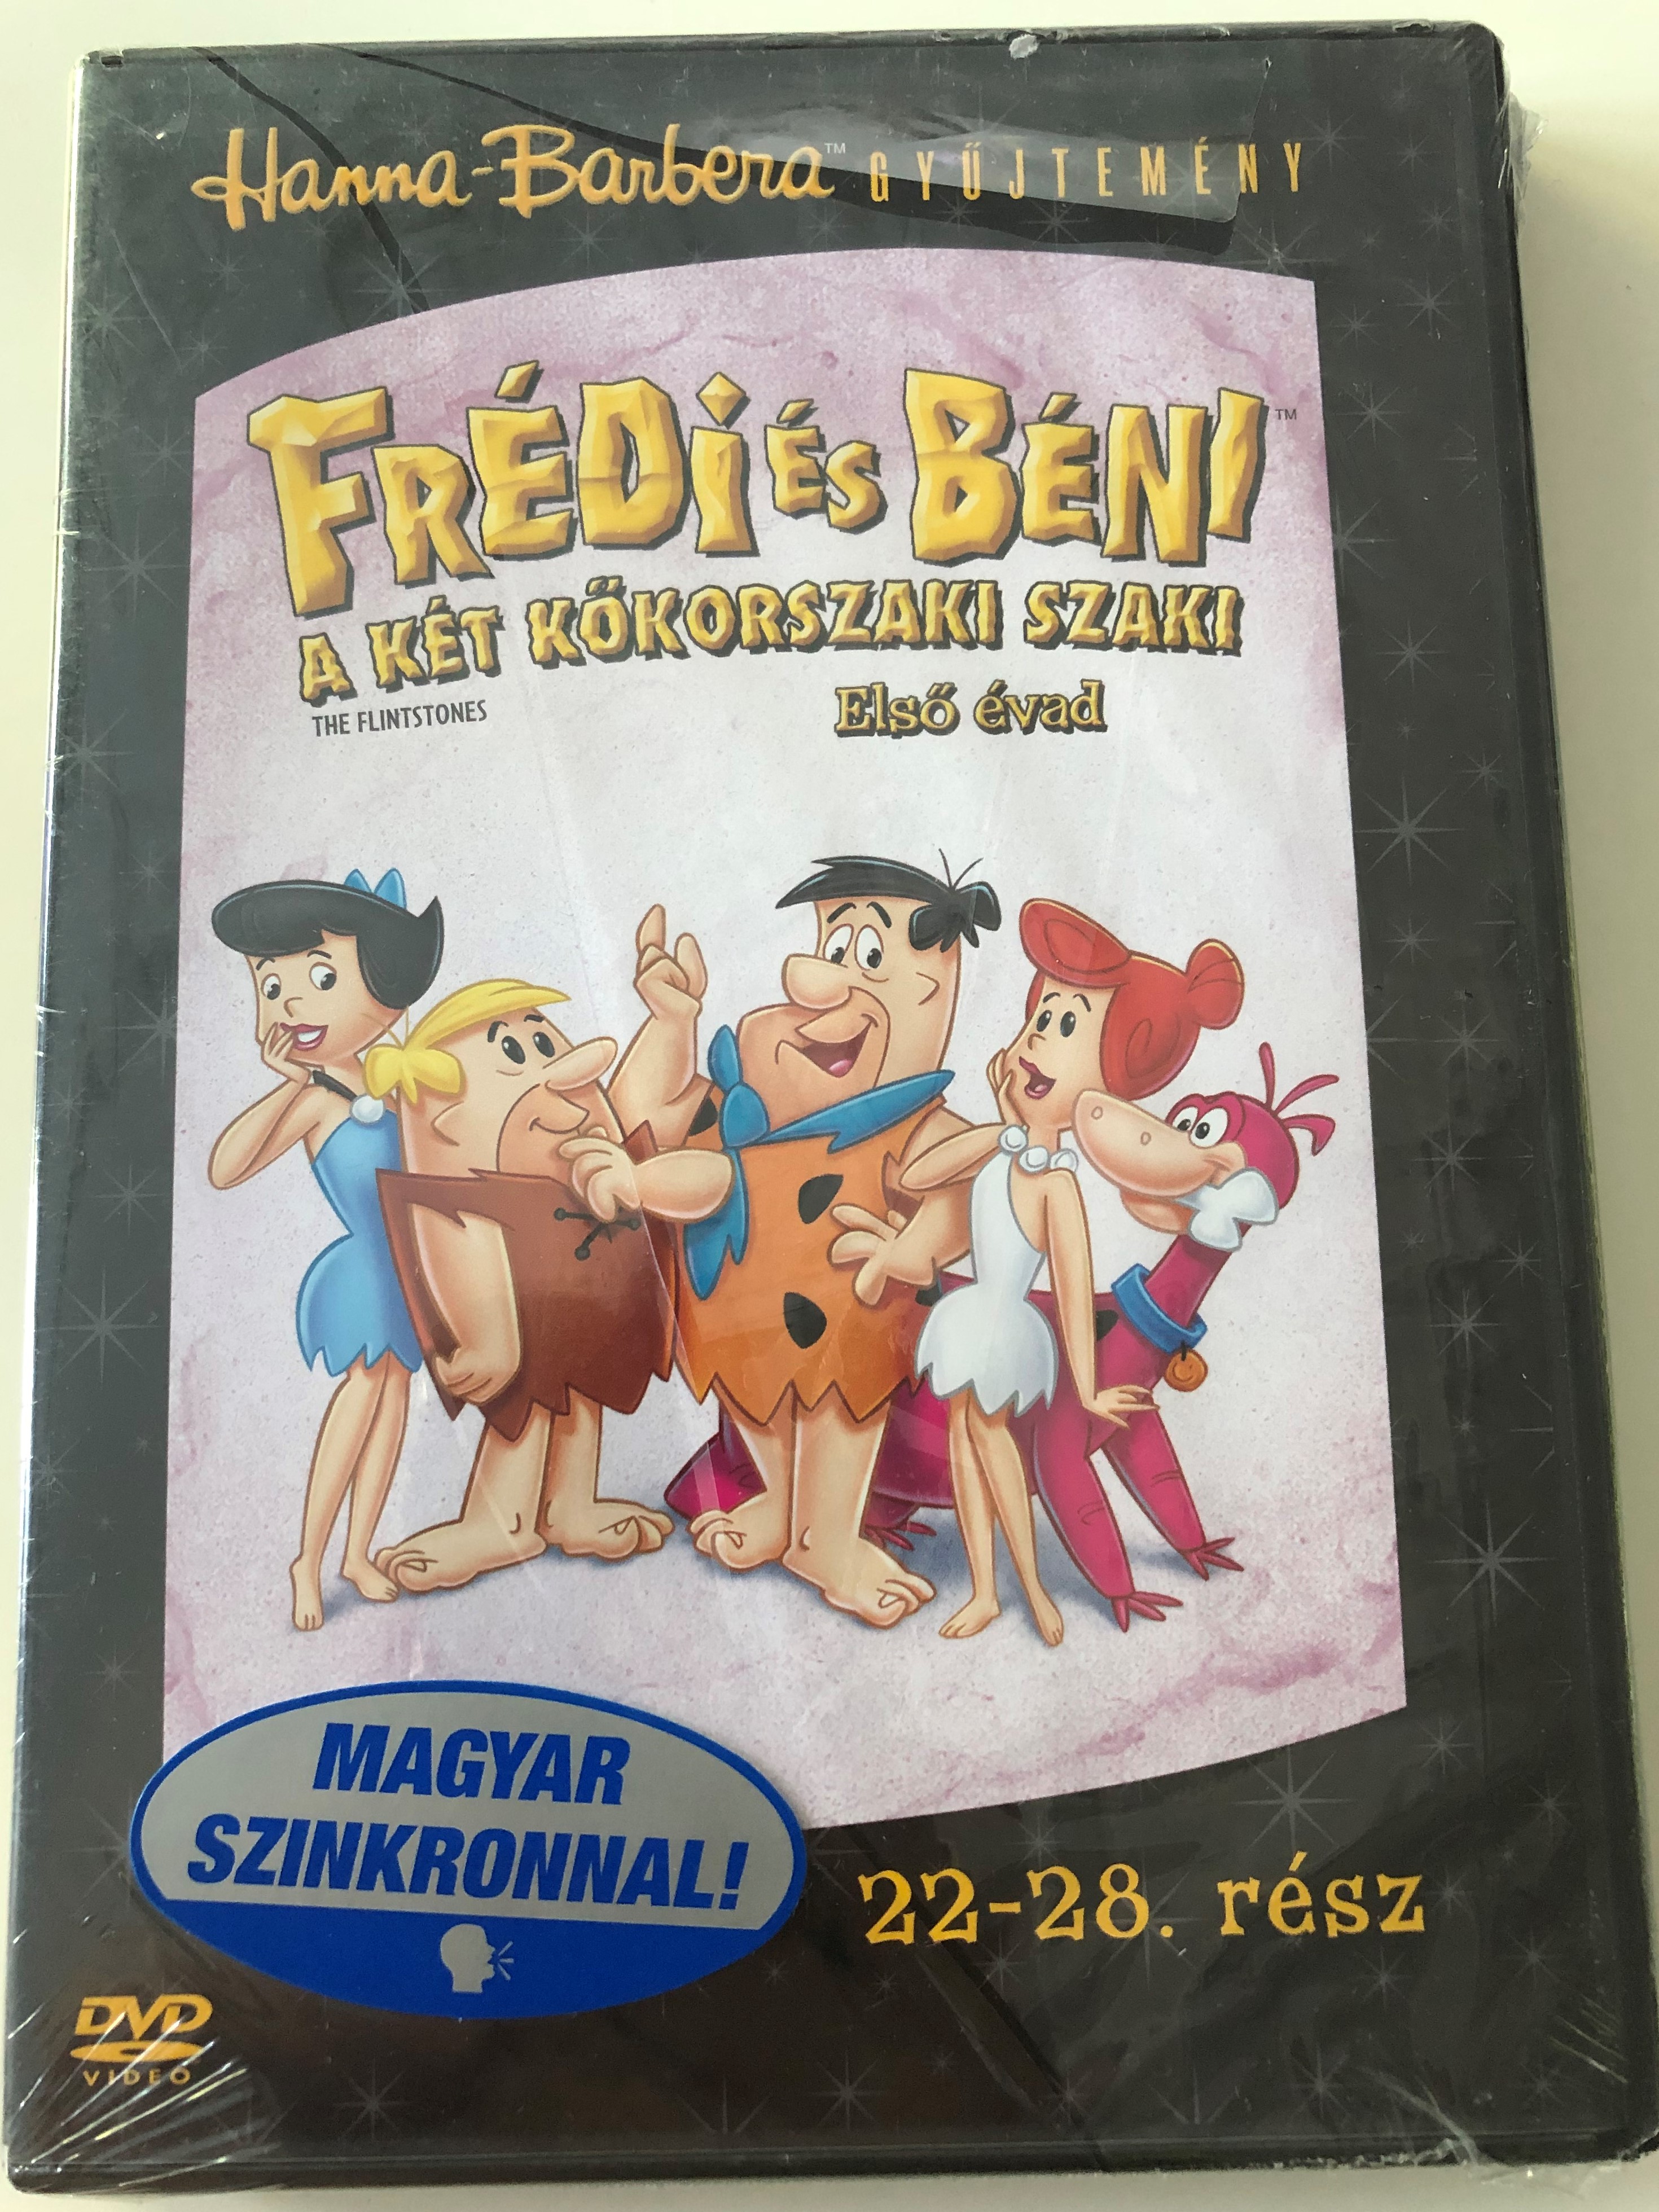 Hanna-Barbera™ GYŰJTEMÉNY
FRÉDI ÉS BÉNI™
A KÉT KŐKORSZAKI SZAKI
THE FLINTSTONES
Első évad
MAGYAR
SZINKRONNAL!
22-28. rész
DVD
VIDEO